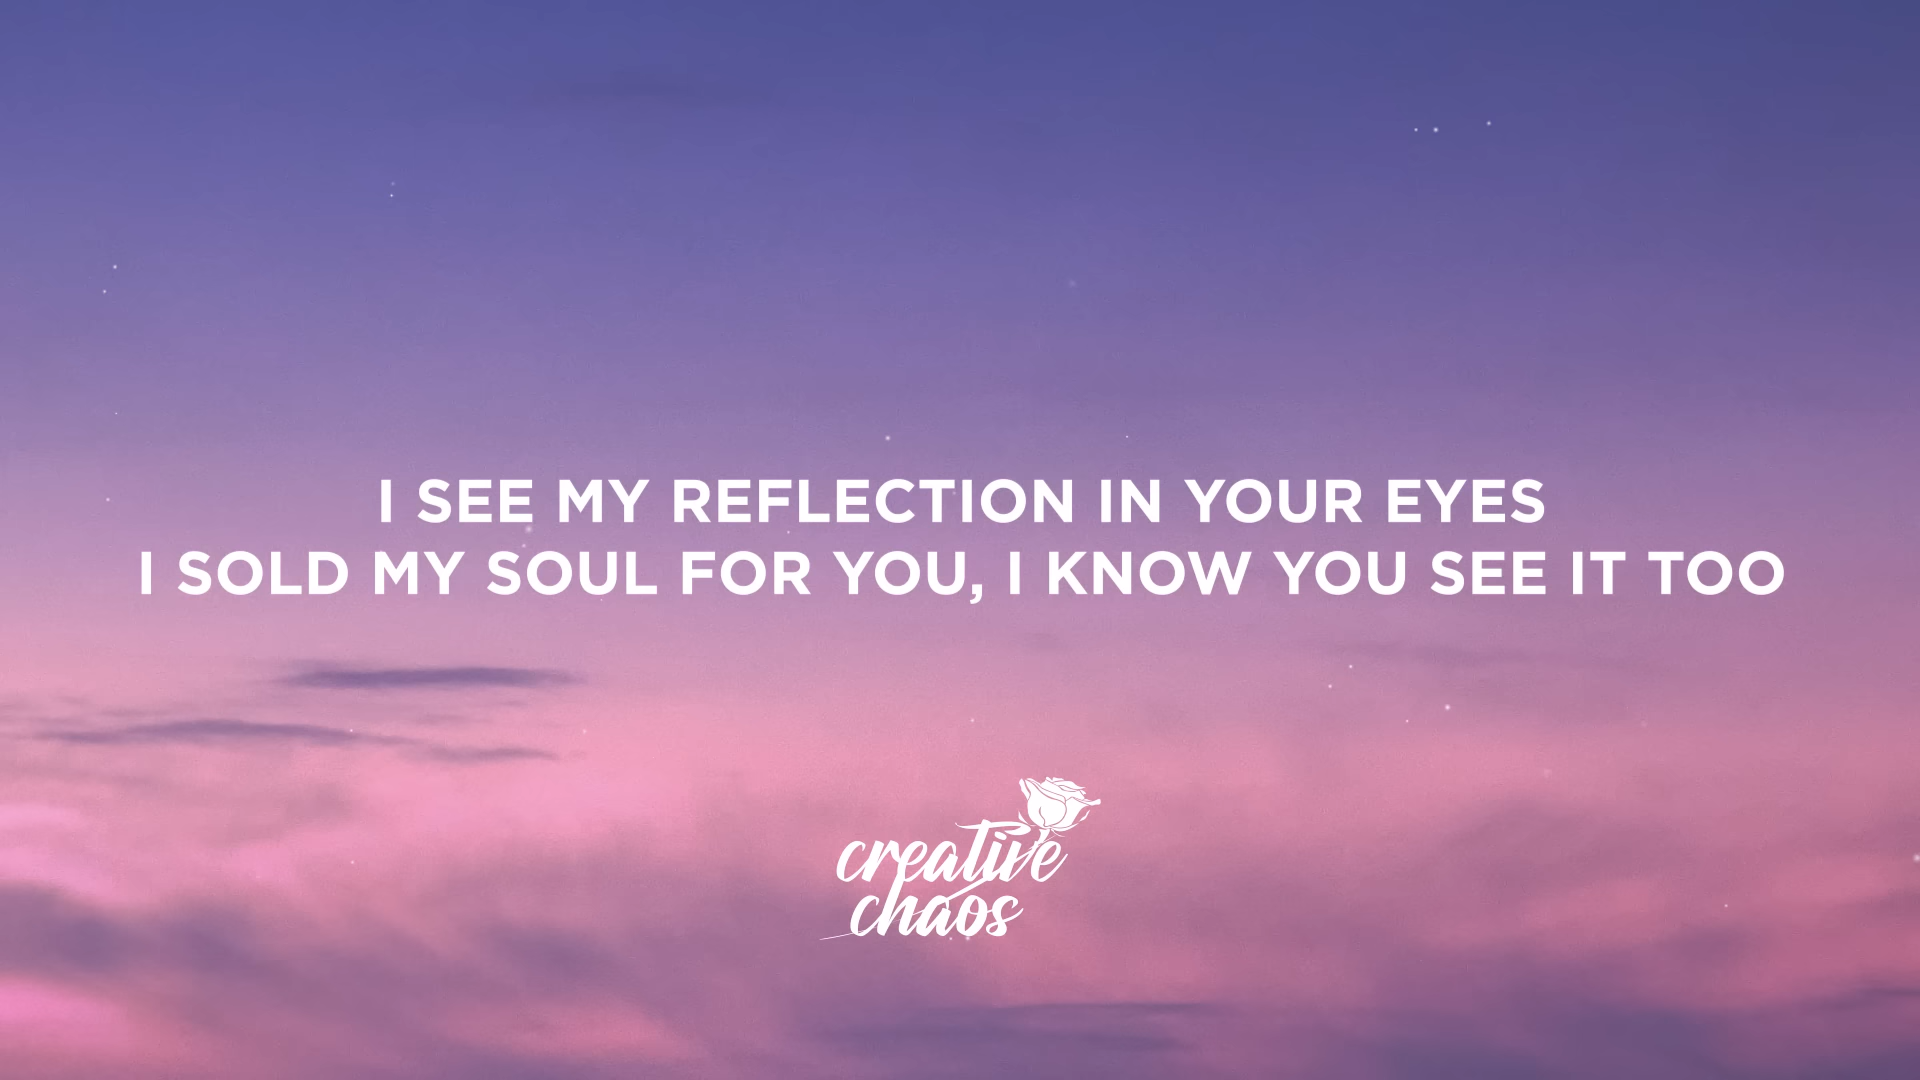 I SEE MY REFLECTION IN YOUR EYES
I SOLD MY SOUL FOR YOU, I KNOW YOU SEE IT TOO
creative
chaos